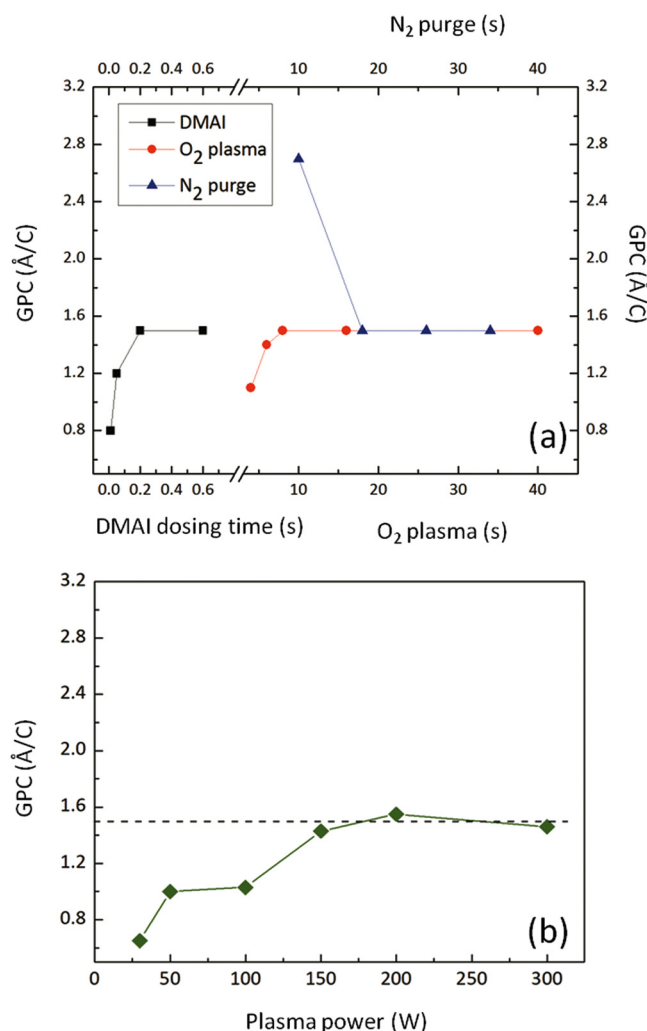 N₂ purge (s)
0.0 0.2 0.4 0.6 10 20 30 40
3.2 3.2
DMAI
O₂ plasma
N₂ purge
2.8 2.8
2.4 2.4
2.0 2.0
1.6 1.6
1.2 1.2
0.8 0.8
GPC (Å/C)
GPC (Å/C)
(a)
0.0 0.2 0.4 0.6 10 20 30 40
DMAI dosing time (s) O₂ plasma (s)
3.2
2.8
2.4
2.0
1.6
1.2
0.8
GPC (Å/C)
(b)
0 50 100 150 200 250 300
Plasma power (W)